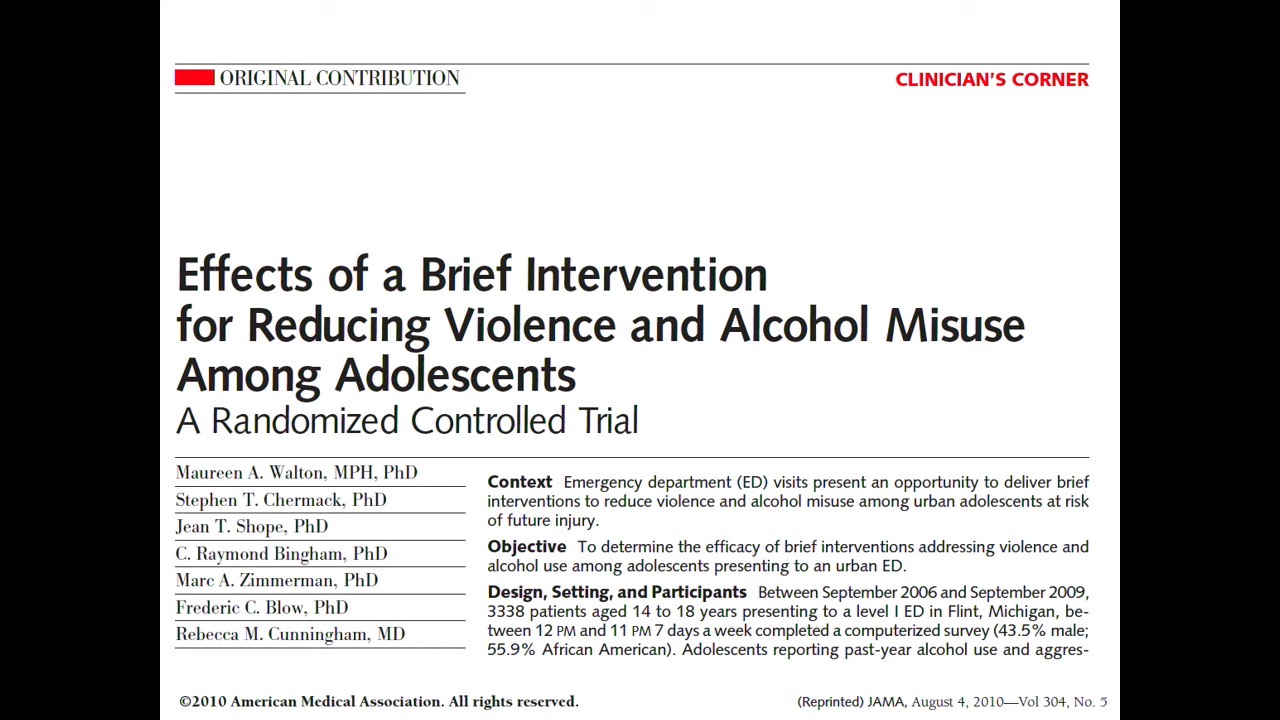 ORIGINAL CONTRIBUTION
CLINICIAN'S CORNER
Effects of a Brief Intervention
for Reducing Violence and Alcohol Misuse
Among Adolescents
A Randomized Controlled Trial
Maureen A. Walton, MPH, PhD
Stephen T. Chermack, PhD
Jean T. Shope, PhD
C. Raymond Bingham, PhD
Marc A. Zimmerman, PhD
Frederic C. Blow, PhD
Rebecca M. Cunningham, MD
Context Emergency department (ED) visits present an opportunity to deliver brief
interventions to reduce violence and alcohol misuse among urban adolescents at risk
of future injury.
Objective To determine the efficacy of brief interventions addressing violence and
alcohol use among adolescents presenting to an urban ED.
Design, Setting, and Participants Between September 2006 and September 2009,
3338 patients aged 14 to 18 years presenting to a level I ED in Flint, Michigan, be-
tween 12 PM and 11 PM 7 days a week completed a computerized survey (43.5% male;
55.9% African American). Adolescents reporting past-year alcohol use and aggres-
©2010 American Medical Association. All rights reserved.
(Reprinted) JAMA, August 4, 2010—Vol 304, No. 5